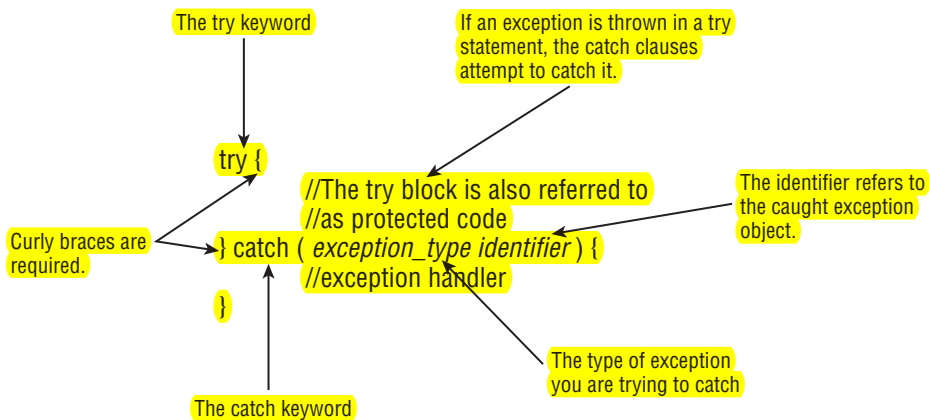 The try keyword
If an exception is thrown in a try
statement, the catch clauses
attempt to catch it.
try {
//The try block is also referred to
//as protected code
The identifier refers to
the caught exception
object.
Curly braces are
required.
} catch ( exception_type identifier ) {
//exception handler
}
The type of exception
you are trying to catch
The catch keyword